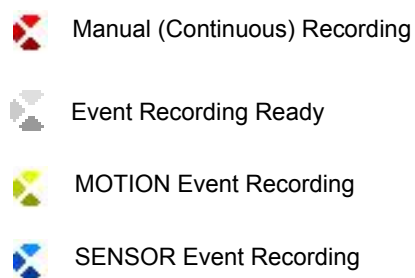 Manual (Continuous) Recording
Event Recording Ready
MOTION Event Recording
SENSOR Event Recording